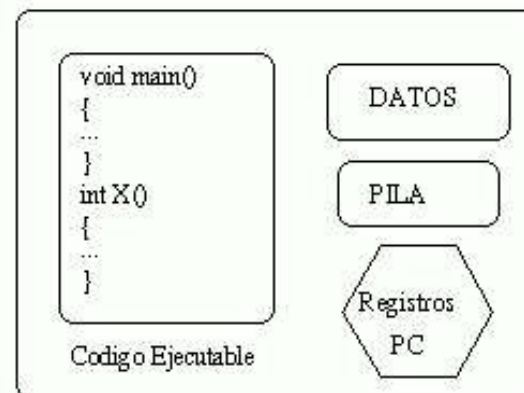 void main()
{
...
}
int X()
{
...
}
Codigo Ejecutable
DATOS
PILA
Registros
PC